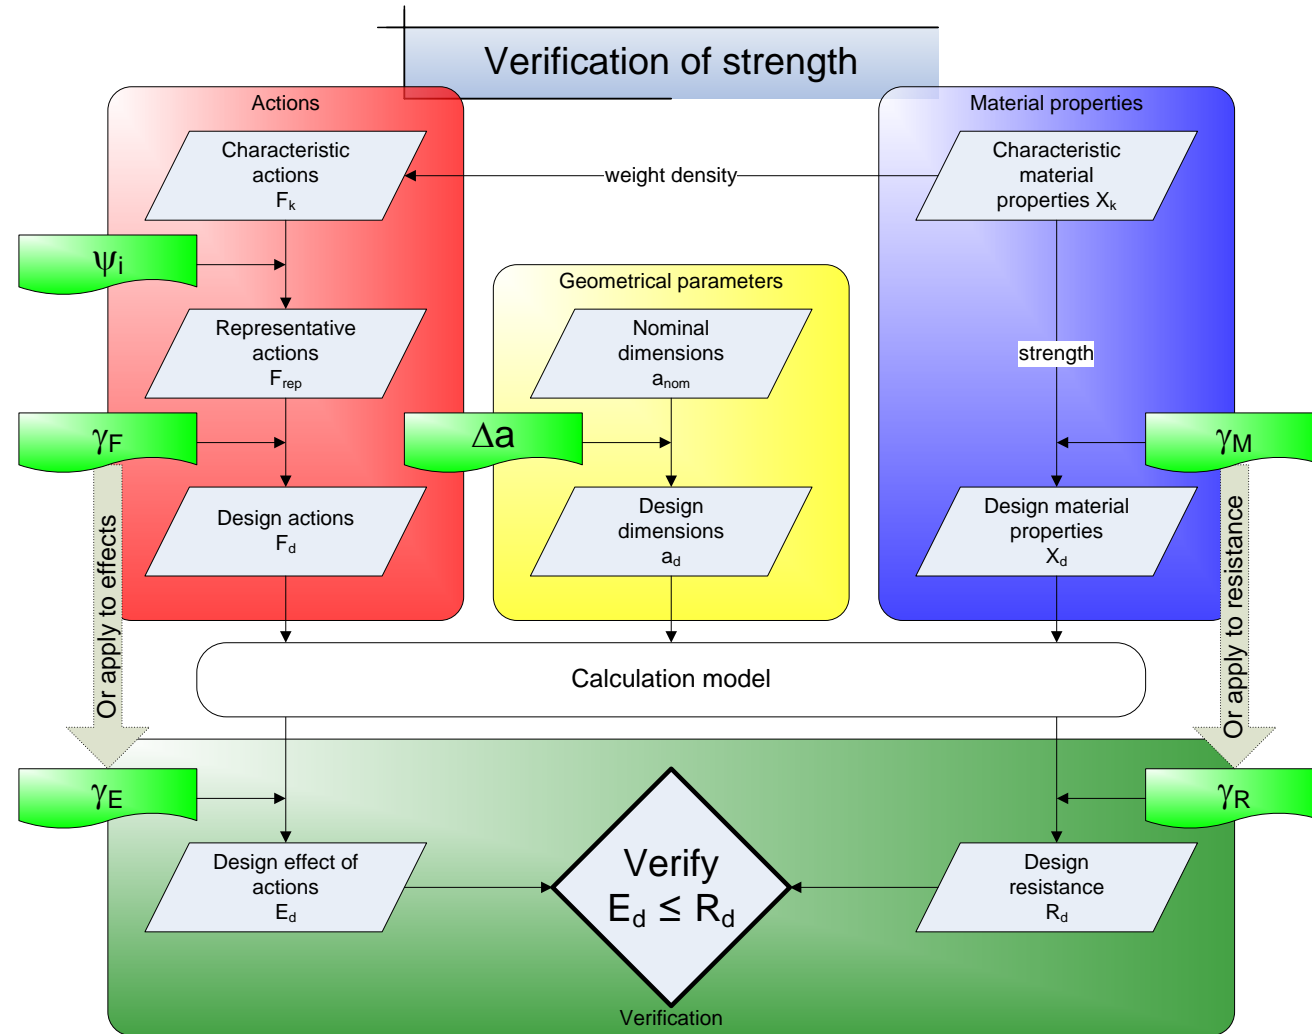 Verification of strength
Actions
Characteristic
actions
Fk
weight density
Material properties
Characteristic
material
properties Xk
ψi
Representative
actions
Frep
Geometrical parameters
Nominal
dimensions
anom
strength
γF
Δa
γM
Design actions
Fd
Design
dimensions
ad
Design material
properties
Xd
Or apply to effects
Or apply to resistance
Calculation model
γE
γR
Design effect of
actions
Ed
Verify
Ed ≤ Rd
Design
resistance
Rd
Verification